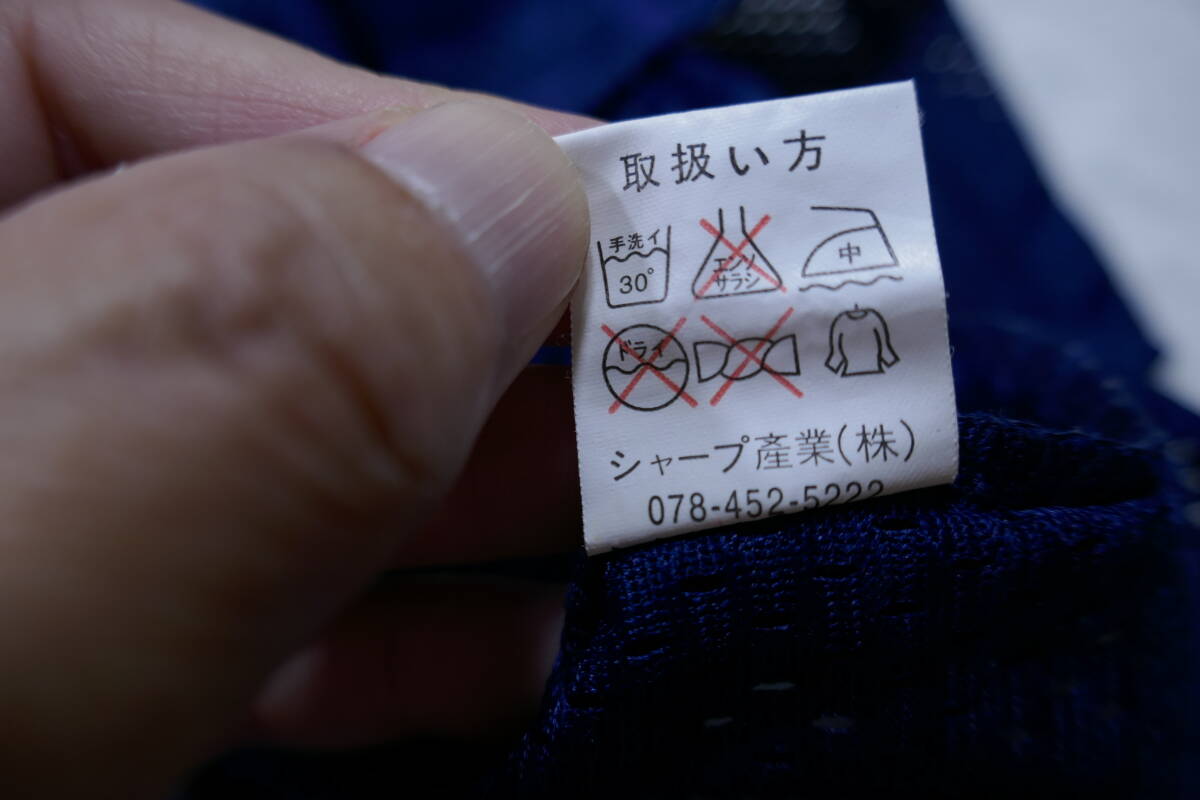 取扱い方
手洗イ
30°
エンソ
サラシ
中
ドライ
シャープ産業(株)
078-452-5222